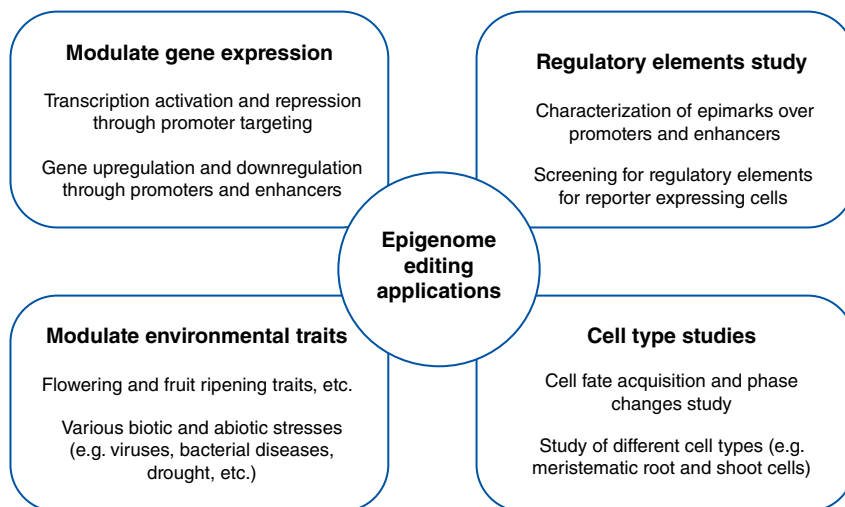 Modulate gene expression
Transcription activation and repression
through promoter targeting
Gene upregulation and downregulation
through promoters and enhancers
Regulatory elements study
Characterization of epimarks over
promoters and enhancers
Screening for regulatory elements
for reporter expressing cells
Epigenome
editing
applications
Modulate environmental traits
Flowering and fruit ripening traits, etc.
Various biotic and abiotic stresses
(e.g. viruses, bacterial diseases,
drought, etc.)
Cell type studies
Cell fate acquisition and phase
changes study
Study of different cell types (e.g.
meristematic root and shoot cells)